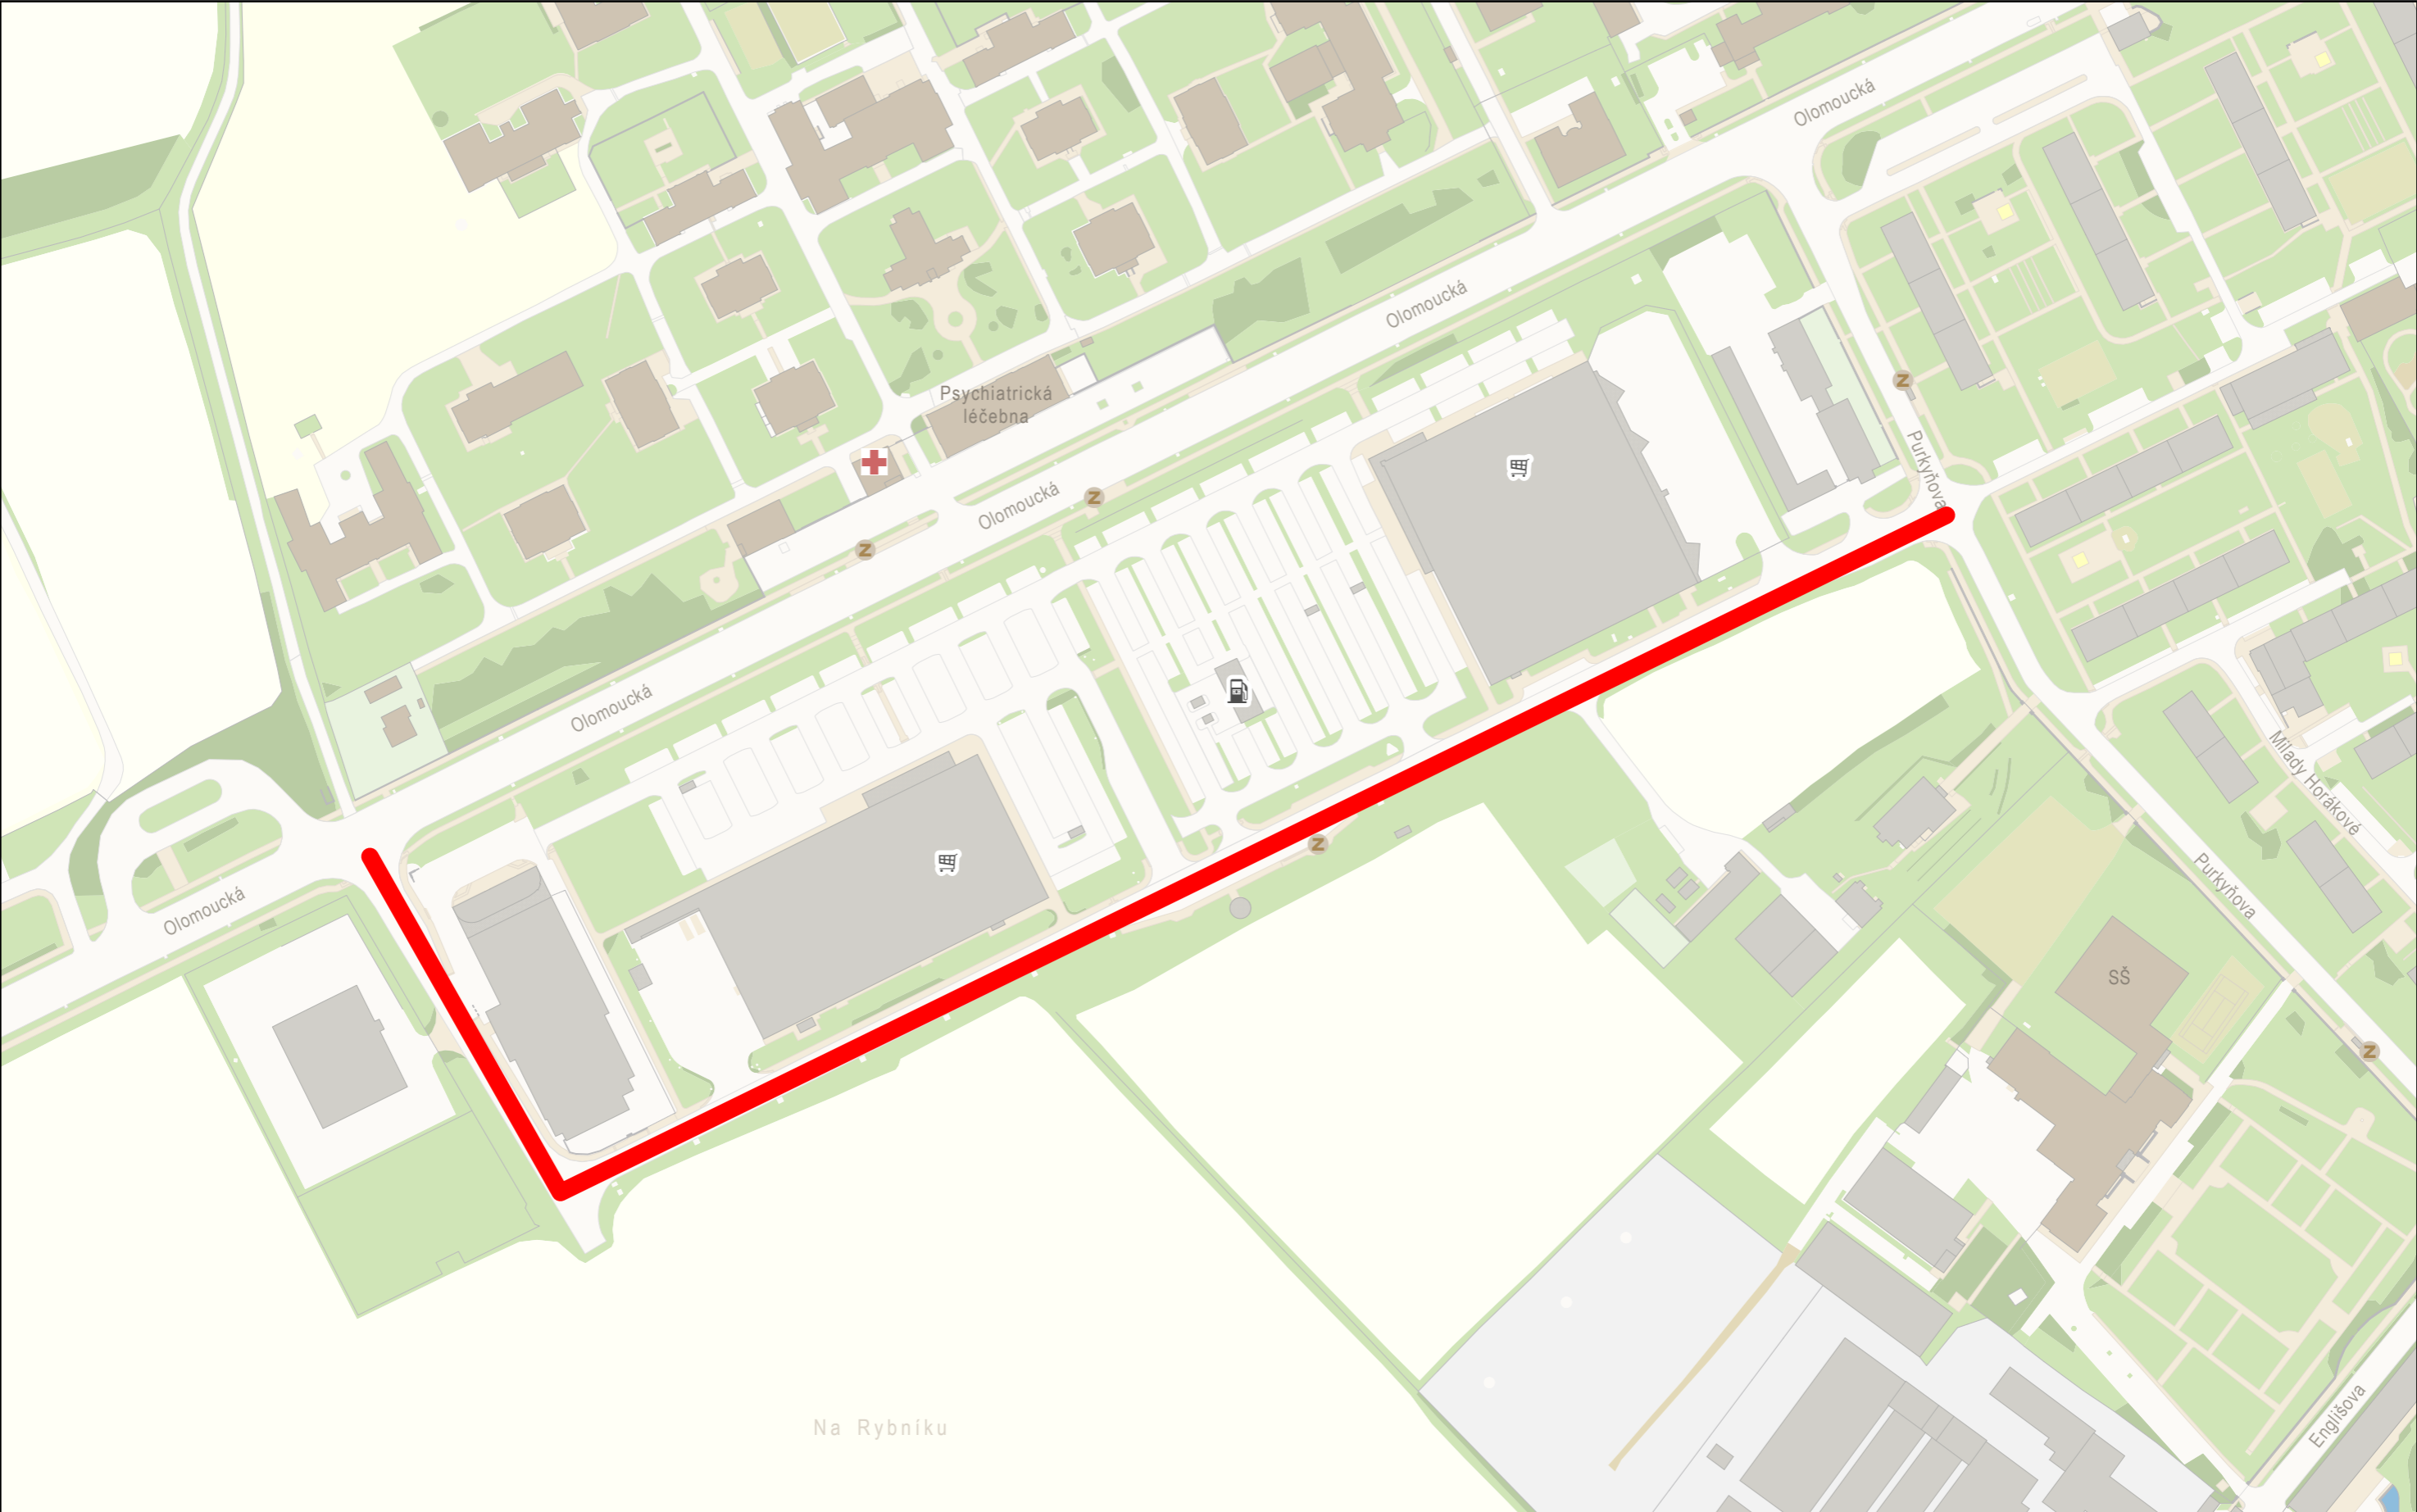 Olomoucká
Olomoucká
Psychiatrická
léčebna
Purkyňova
Olomoucká
Z
Z
Z
Olomoucká
Milady Horákové
Z
Purkyňova
Olomoucká
SŠ
Z
Na Rybníku
Englišova